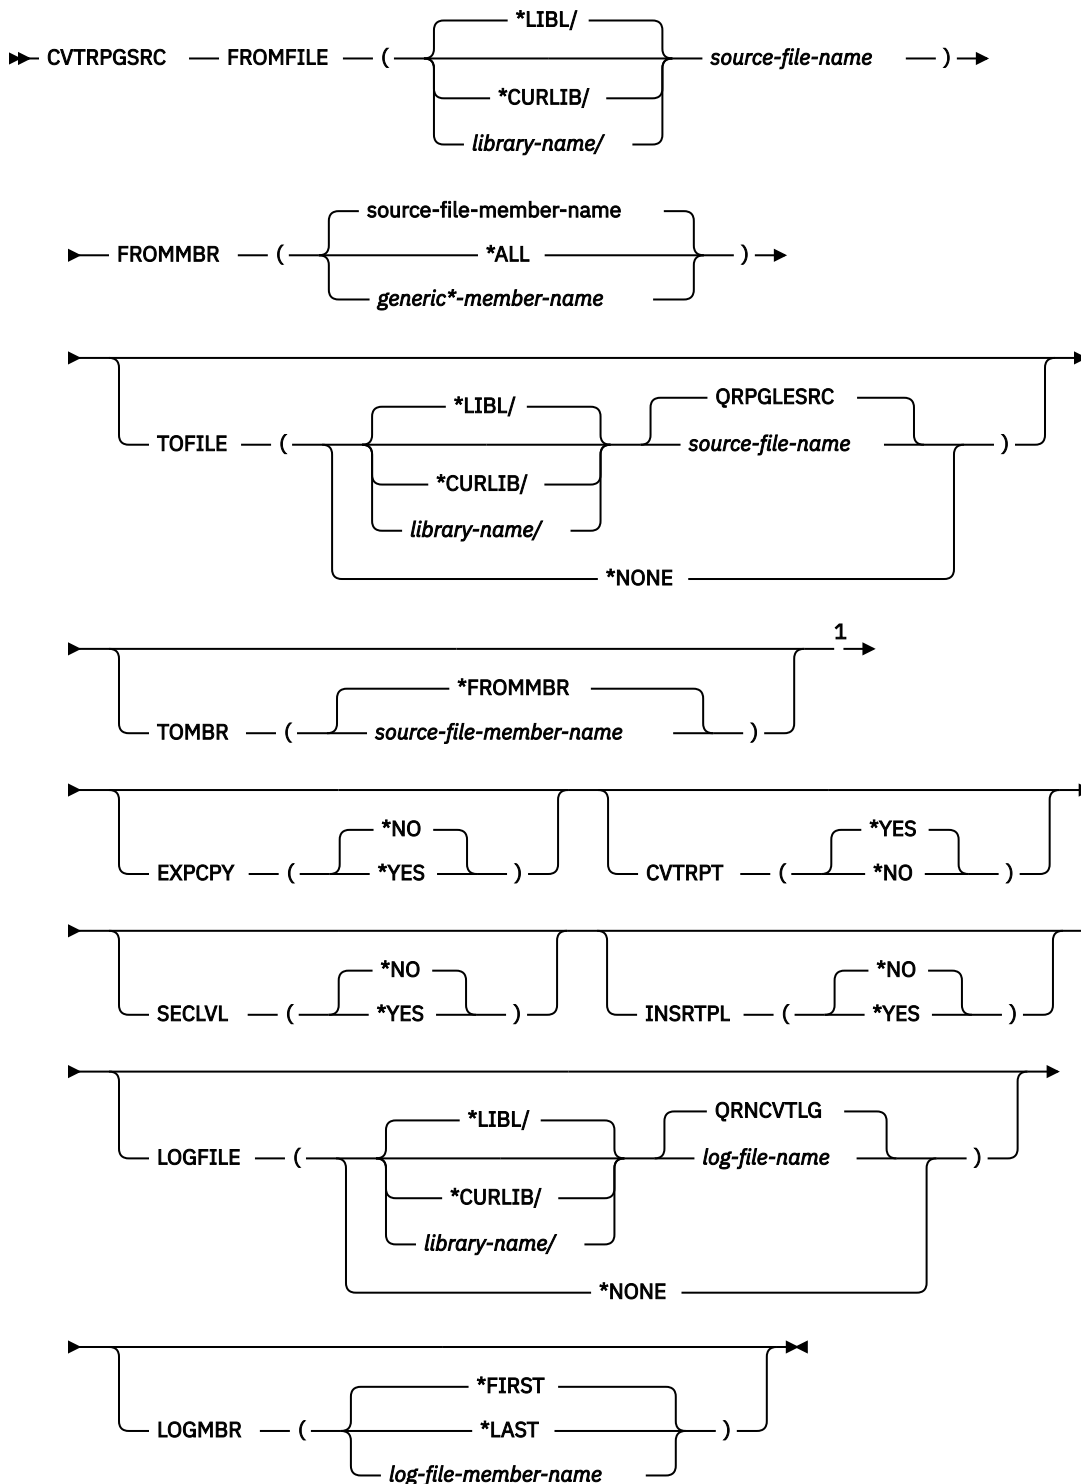 *LIBL/
CVTRPGSRC FROMFILE ( source-file-name )
*CURLIB/
library-name/
source-file-member-name
FROMMBR ( *ALL )
generic*-member-name
QRPGLESRC
*LIBL/
TOFILE ( source-file-name )
*CURLIB/
library-name/
*NONE
1
*FROMMBR
TOMBR ( source-file-member-name )
*NO *YES
EXPCPY ( *YES ) CVTRPT ( *NO )
*NO *NO
SECLVL ( *YES ) INSRTPL ( *YES )
*LIBL/ QRNCVTLG
LOGFILE ( log-file-name )
*CURLIB/
library-name/
*NONE
*FIRST
LOGMBR ( *LAST )
log-file-member-name